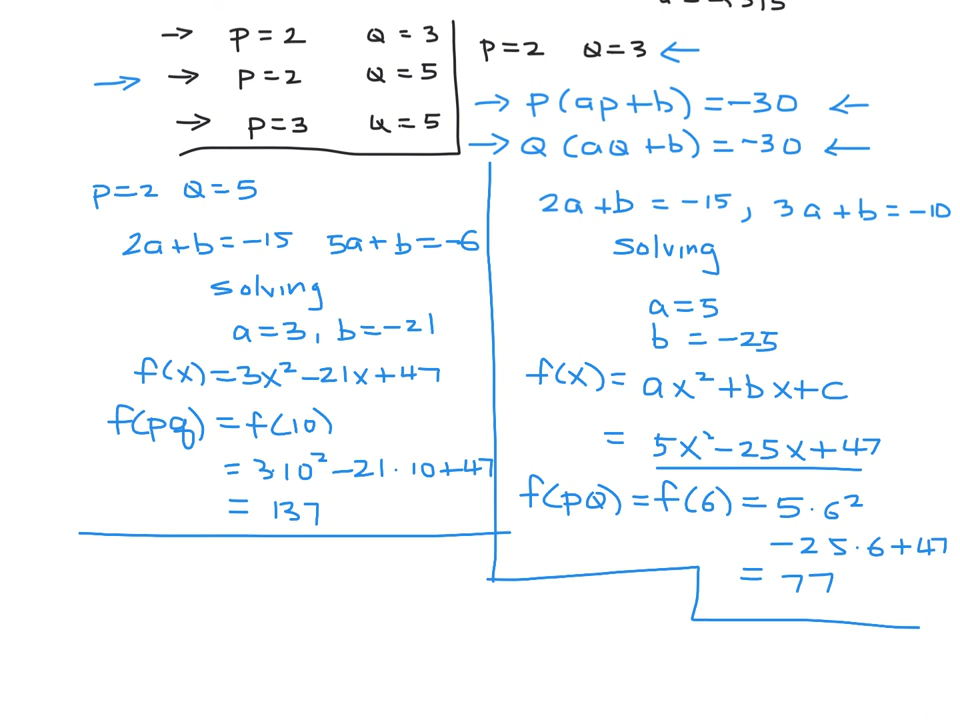 → P=2 Q=3
→ → P=2 Q=5
→ P=3 Q=5
P=2 Q=5
2a+b=-15 5a+b=-6
solving
a=3, b=-21
f(x)=3x²-21x+47
f(pq)=f(10)
=3·10²-21·10+47
= 137
P=2 Q=3 ←
→ P(ap+b)=-30 ←
→ Q(aQ+b)=-30 ←
2a+b=-15, 3a+b=-10
solving
a=5
b=-25
f(x)= ax²+bx+c
= 5x²-25x+47
f(PQ)=f(6)=5·6²
-25·6+47
= 77